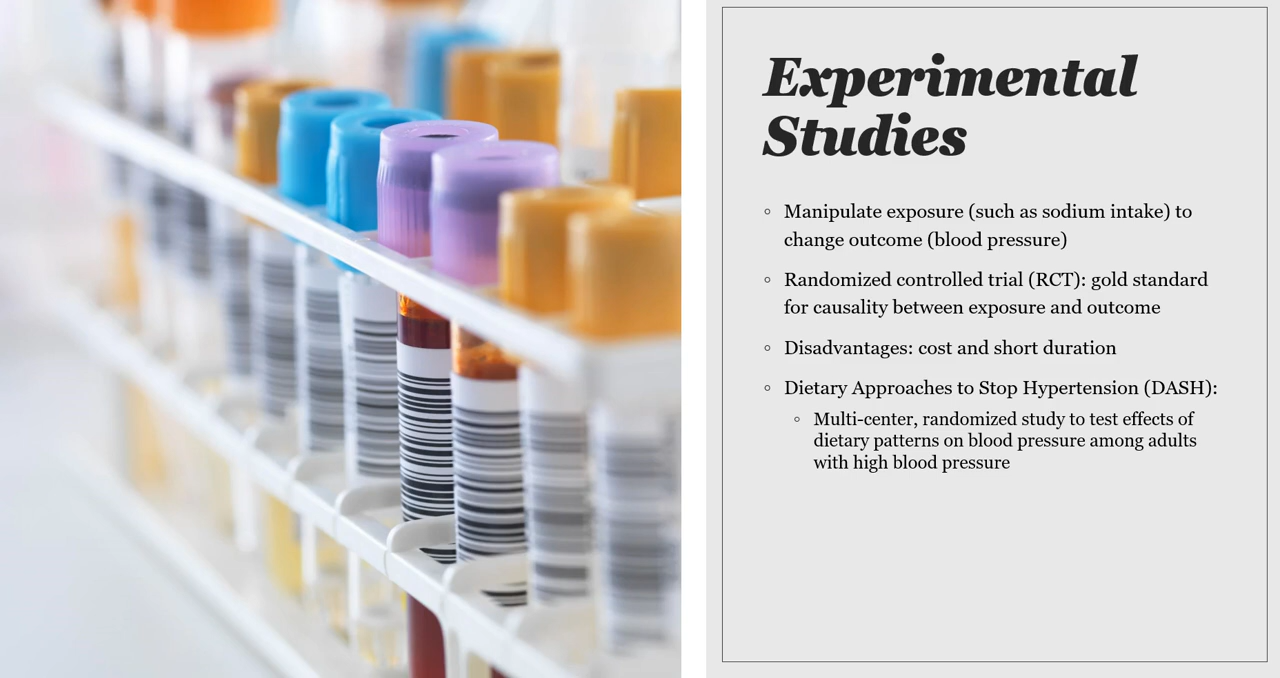 Experimental
Studies
◦ Manipulate exposure (such as sodium intake) to
change outcome (blood pressure)
◦ Randomized controlled trial (RCT): gold standard
for causality between exposure and outcome
◦ Disadvantages: cost and short duration
◦ Dietary Approaches to Stop Hypertension (DASH):
◦ Multi-center, randomized study to test effects of
dietary patterns on blood pressure among adults
with high blood pressure